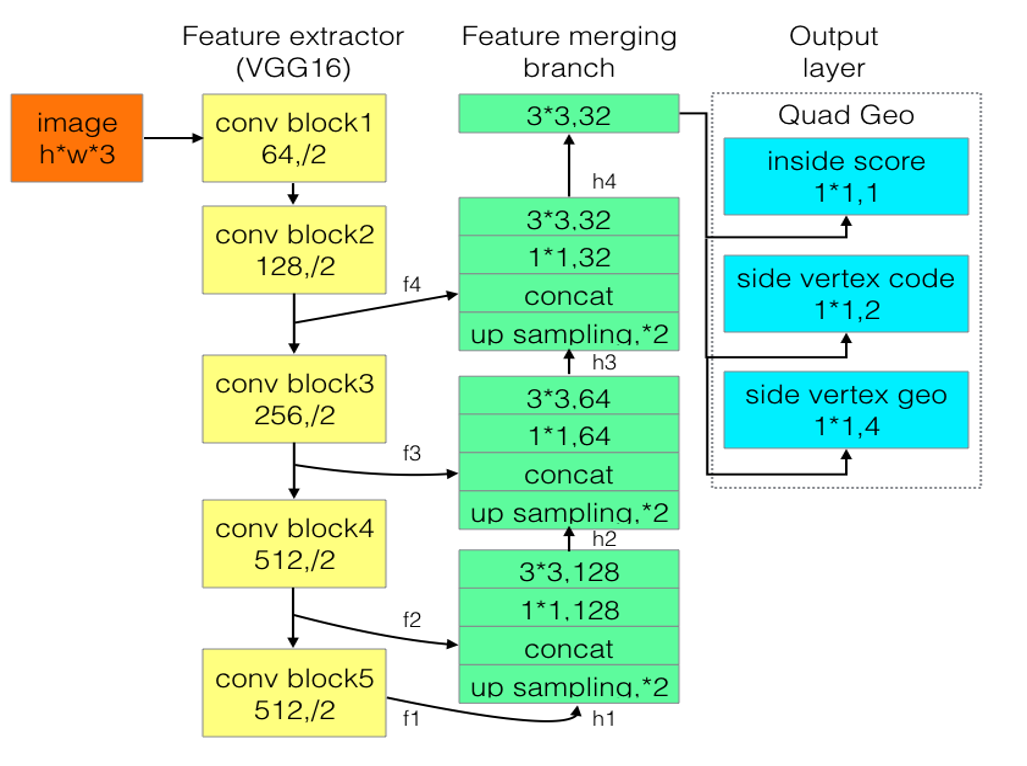 Feature extractor
(VGG16)
Feature merging
branch
Output
layer
image
h*w*3
conv block1
64,/2
conv block2
128,/2
conv block3
256,/2
conv block4
512,/2
conv block5
512,/2
f4
f3
f2
f1
3*3,32
h4
3*3,32
1*1,32
concat
up sampling,*2
h3
3*3,64
1*1,64
concat
up sampling,*2
h2
3*3,128
1*1,128
concat
up sampling,*2
h1
Quad Geo
inside score
1*1,1
side vertex code
1*1,2
side vertex geo
1*1,4